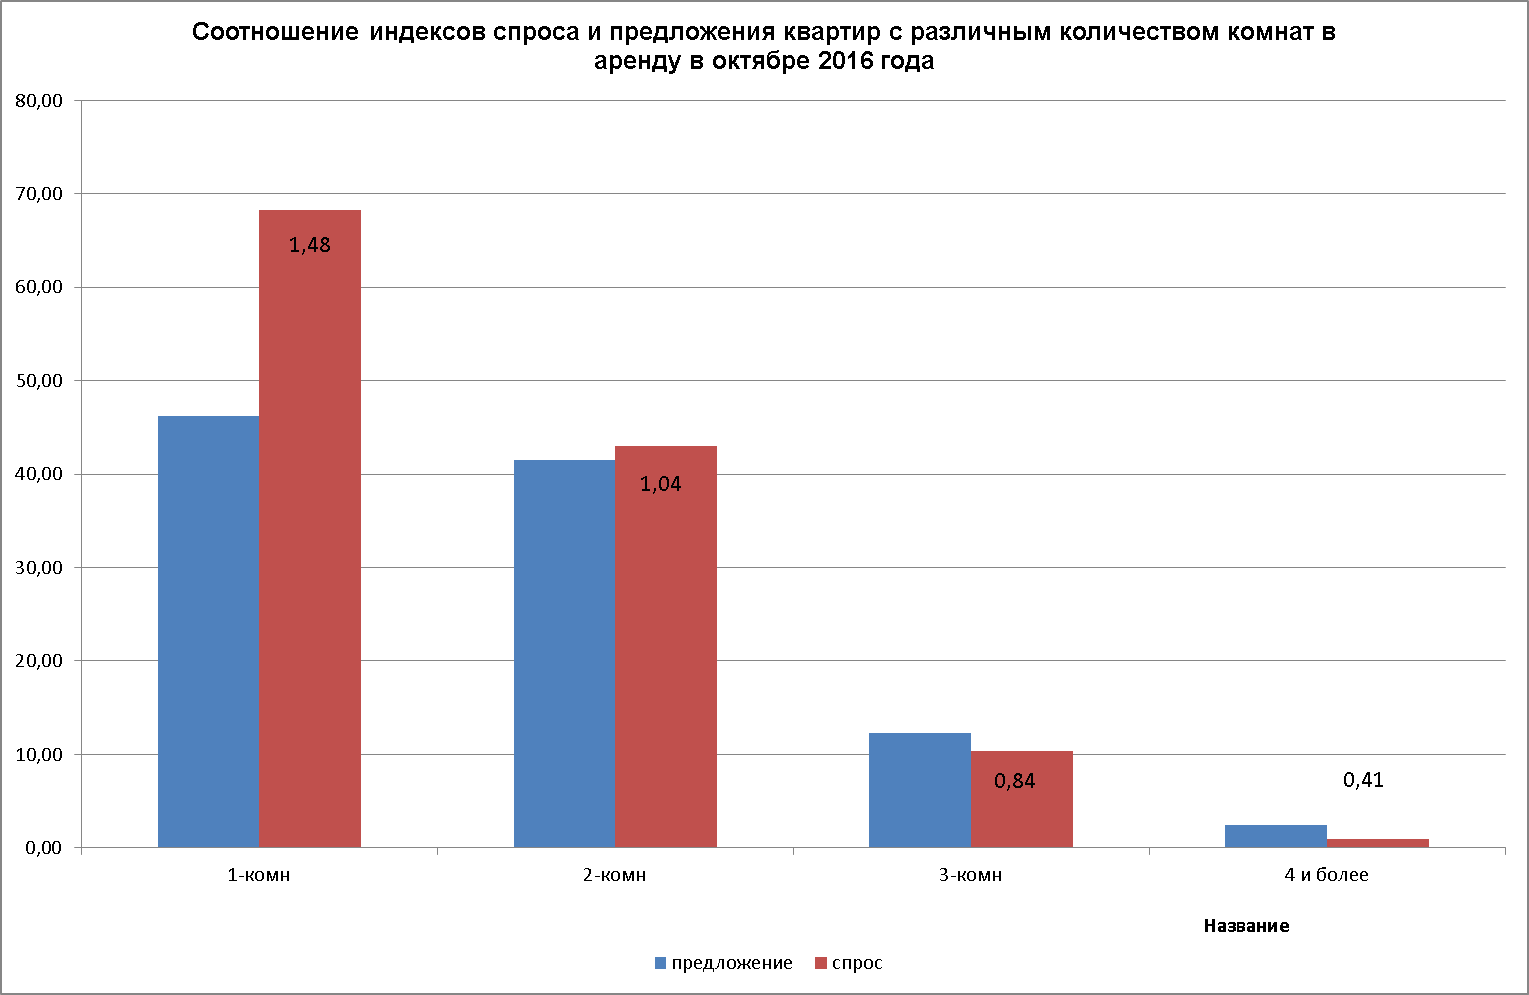 Соотношение индексов спроса и предложения квартир с различным количеством комнат в
аренду в октябре 2016 года
80,00
70,00
60,00
50,00
40,00
30,00
20,00
10,00
0,00
1,48
1,04
0,84
0,41
1-комн
2-комн
3-комн
4 и более
Название
предложение
спрос